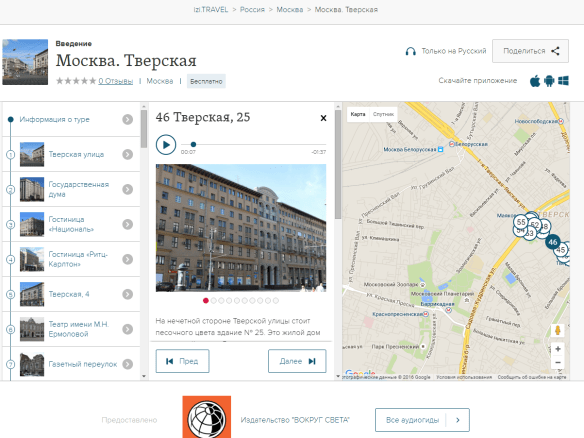 izi.TRAVEL > Россия > Москва > Москва. Тверская
Введение
Москва. Тверская
0 Отзывы | Москва | Бесплатно
Только на Русский
Поделиться
Скачайте приложение
Информация о туре
1 Тверская улица
2 Государственная
дума
3 Гостиница
«Националь»
4 Гостиница «Ритц-
Карлтон»
5 Тверская, 4
6 Театр имени М.Н.
Ермоловой
7 Газетный переулок
46 Тверская, 25
x
00:07
-01:37
На нечетной стороне Тверской улицы стоит
песочного цвета здание № 25. Это жилой дом
Пред
Далее
Карта Спутник
Новослободская
Москва Белорусская
Белорусская
55
46
45
Московский Зоопарк
Московский Планетарий
Баррикадная
Краснопресненская
Парк Пресненский
Google
© 2016 Google
Условия использования
Сообщить об ошибке на карте
Предоставлено
Издательство "ВОКРУГ СВЕТА"
Все аудиогиды